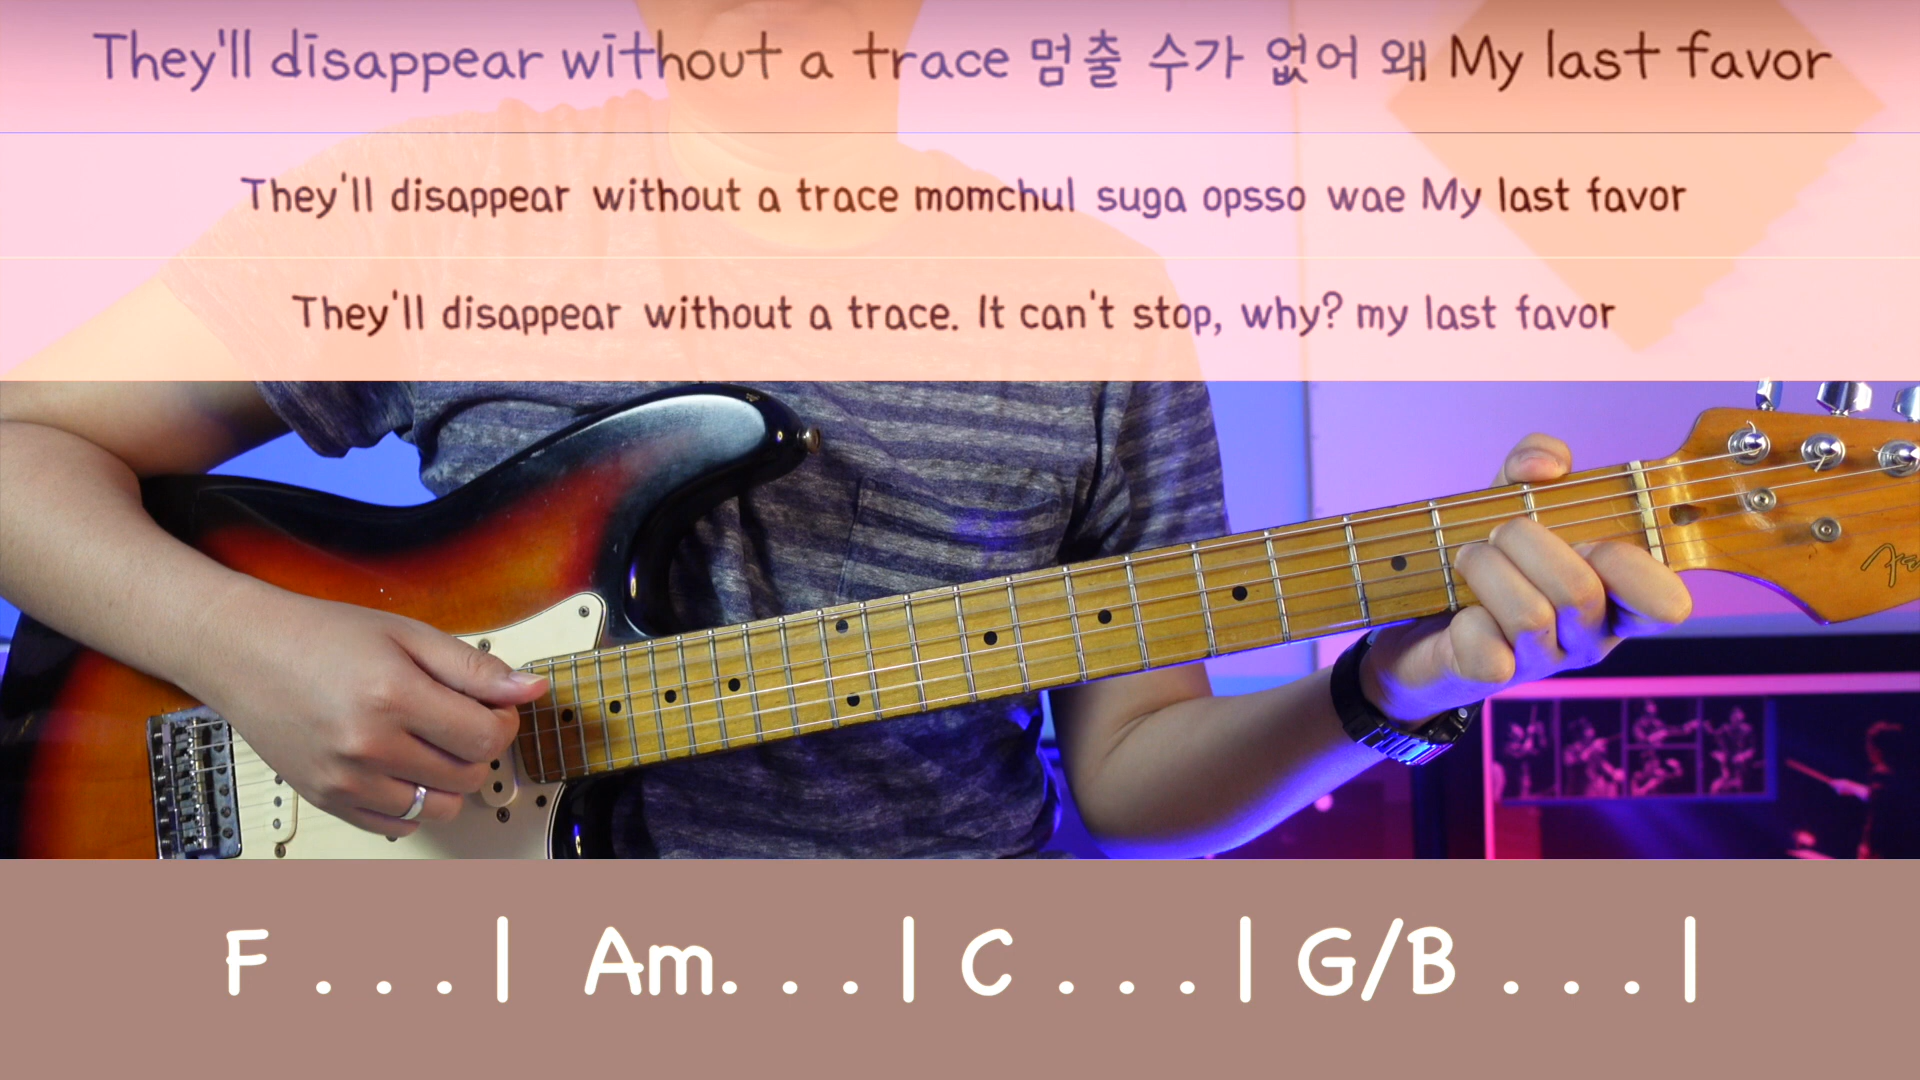 They'll disappear without a trace 멈출 수가 없어 왜 My last favor
They'll disappear without a trace momchul suga opsso wae My last favor
They'll disappear without a trace. It can't stop, why? my last favor
F . . . | Am. . . . | C . . . | G/B . . . |